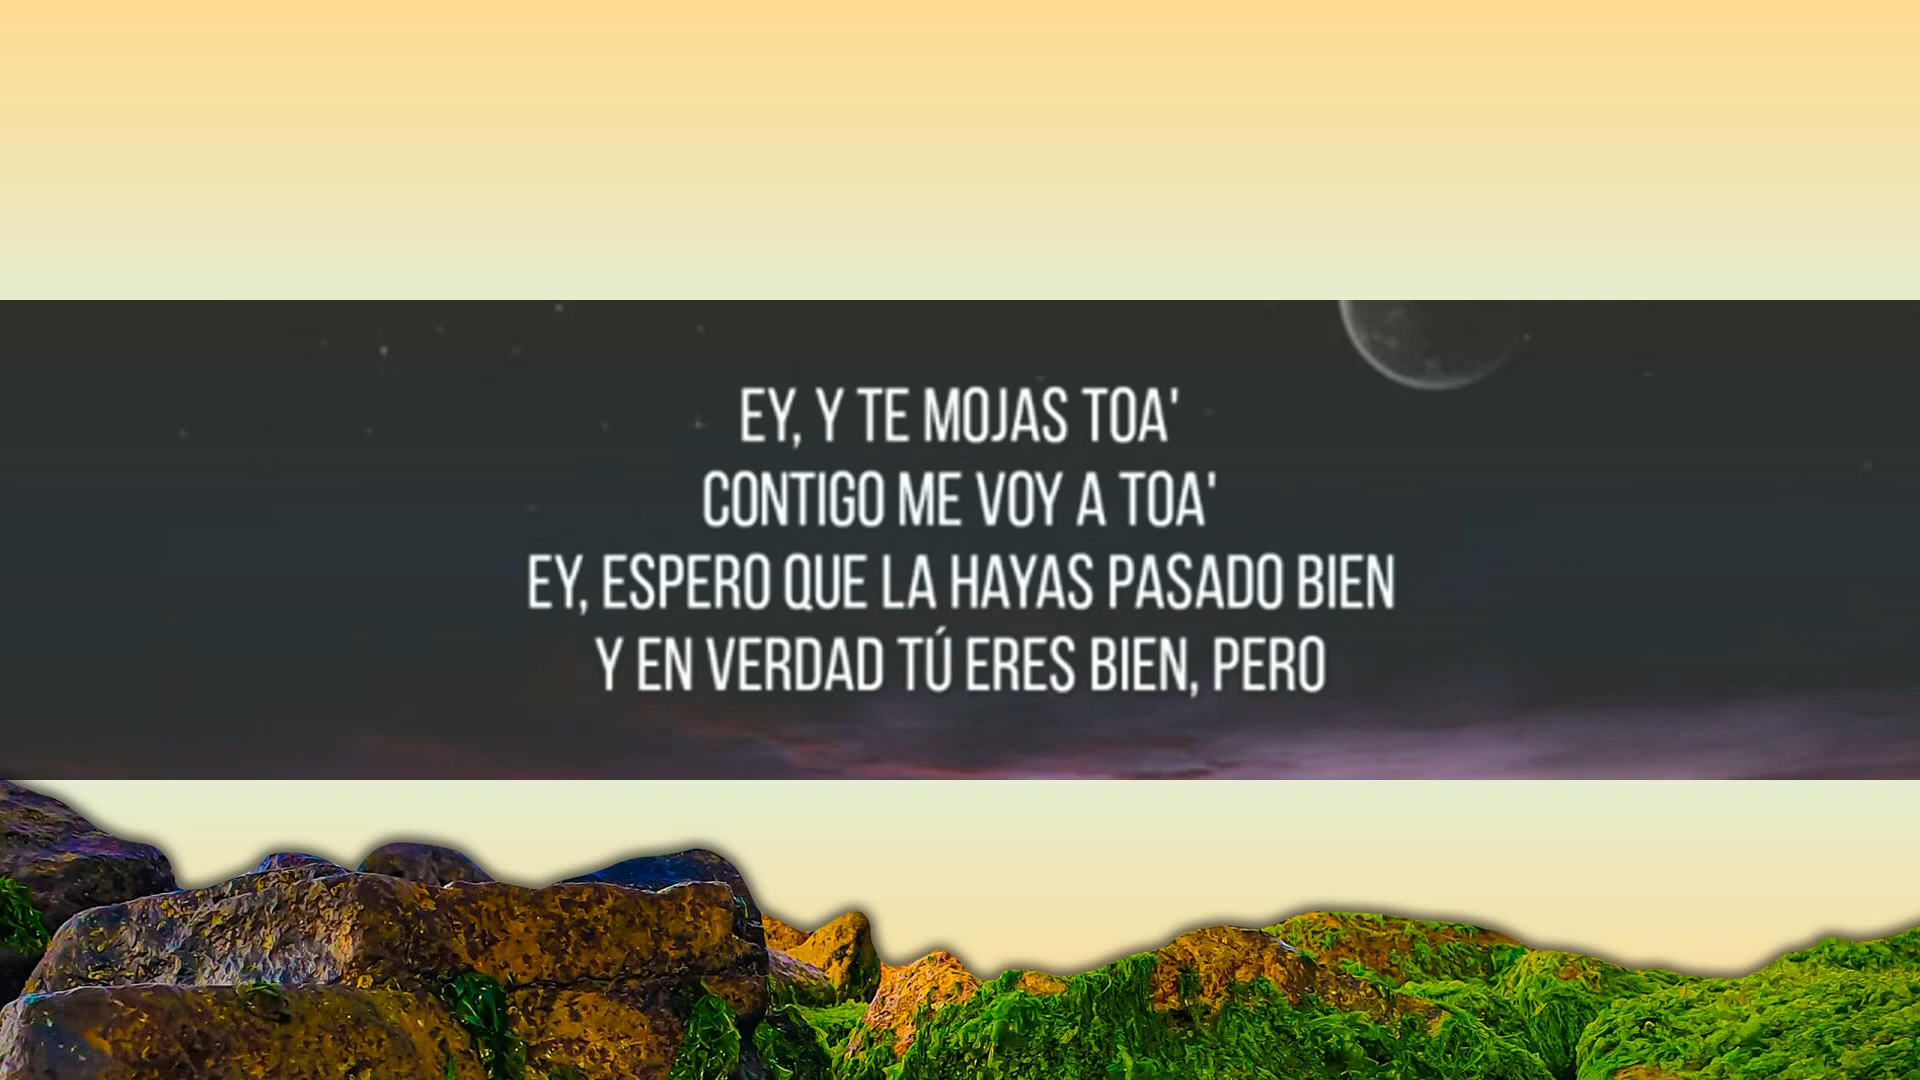 EY, Y TE MOJAS TOA'
CONTIGO ME VOY A TOA'
EY, ESPERO QUE LA HAYAS PASADO BIEN
Y EN VERDAD TÚ ERES BIEN, PERO